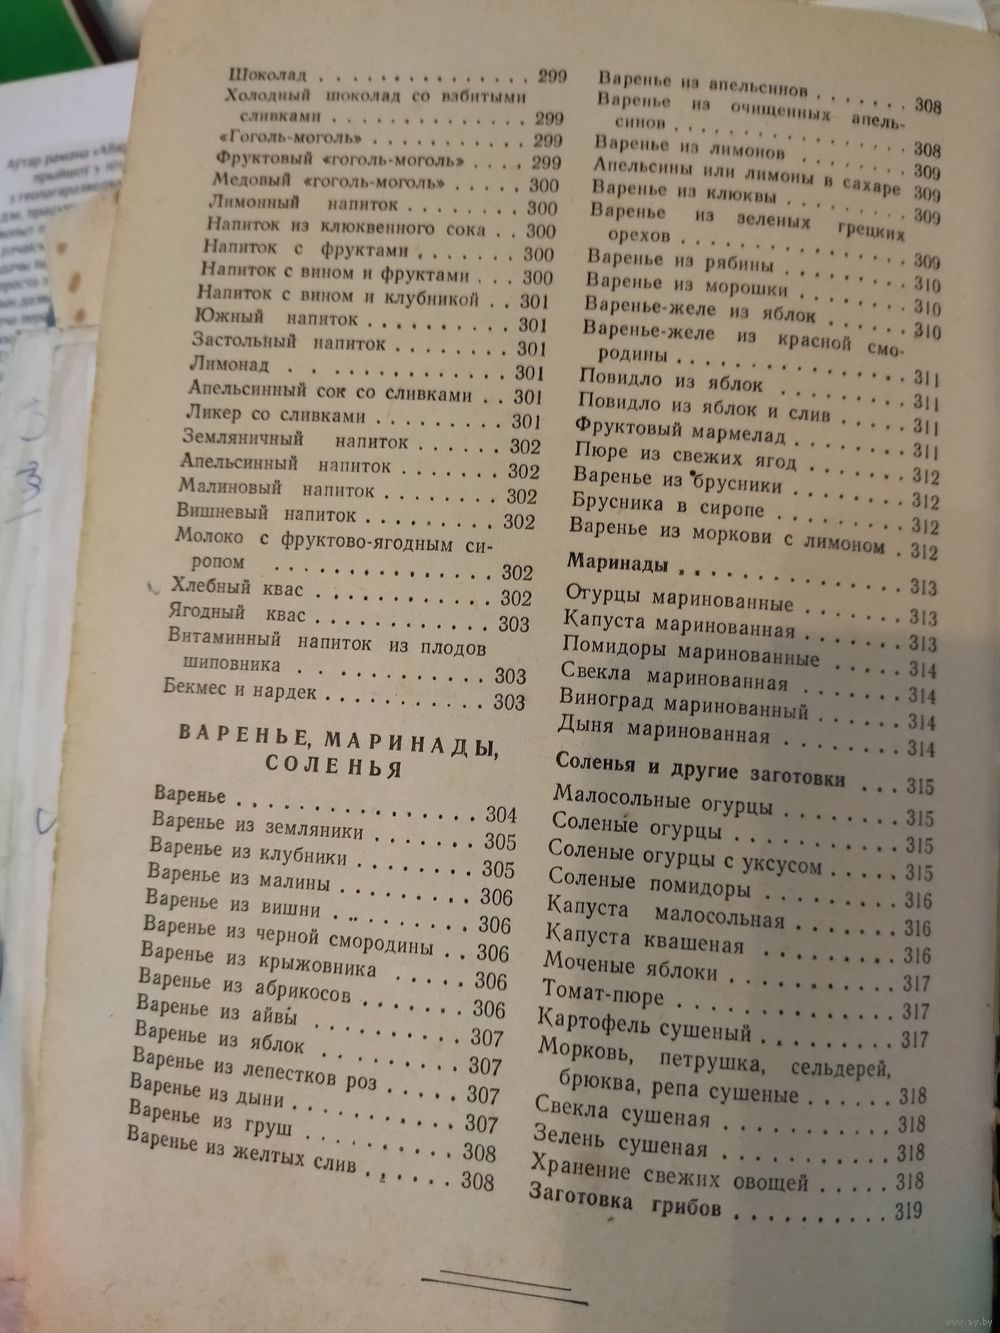 Шоколад . . . . . . . . . . . . . . 299
Холодный шоколад со взбитыми
сливками . . . . . . . . . . . . . 299
«Гоголь-моголь» . . . . . . . . . . . 299
Фруктовый «гоголь-моголь» . . . . 299
Медовый «гоголь-моголь» . . . . . 300
Лимонный напиток . . . . . . . . 300
Напиток из клюквенного сока . . 300
Напиток с фруктами . . . . . . . 300
Напиток с вином и фруктами . . . 300
Напиток с вином и клубникой . . 301
Южный напиток . . . . . . . . . . 301
Застольный напиток . . . . . . . . 301
Лимонад . . . . . . . . . . . . . 301
Апельсинный сок со сливками . . 301
Ликер со сливками . . . . . . . . 301
Земляничный напиток . . . . . . 302
Апельсинный напиток . . . . . . . 302
Малиновый напиток . . . . . . . . 302
Вишневый напиток . . . . . . . . . 302
Молоко с фруктово-ягодным си-
ропом . . . . . . . . . . . . . 302
Хлебный квас . . . . . . . . . . . . 302
Ягодный квас . . . . . . . . . . . . 303
Витаминный напиток из плодов
шиповника . . . . . . . . . . . 303
Бекмес и нардек . . . . . . . . . . . 303
ВАРЕНЬЕ, МАРИНАДЫ,
СОЛЕНЬЯ
Варенье . . . . . . . . . . . . . . . 304
Варенье из земляники . . . . . . . 305
Варенье из клубники . . . . . . . . 305
Варенье из малины . . . . . . . . . 306
Варенье из вишни . . . . . . . . . 306
Варенье из черной смородины . . 306
Варенье из крыжовника . . . . . 306
Варенье из абрикосов . . . . . . . 306
Варенье из айвы . . . . . . . . . 307
Варенье из яблок . . . . . . . . . 307
Варенье из лепестков роз . . . . . 307
Варенье из дыни . . . . . . . . . . 307
Варенье из груш . . . . . . . . . 308
Варенье из желтых слив . . . . . . 308
Варенье из апельсинов . . . . . . . 308
Варенье из очищенных апель-
синов . . . . . . . . . . . . . . 308
Варенье из лимонов . . . . . . . . 309
Апельсины или лимоны в сахаре 309
Варенье из клюквы . . . . . . . . . 309
Варенье из зеленых грецких
орехов . . . . . . . . . . . . . . 309
Варенье из рябины . . . . . . . . . 310
Варенье из морошки . . . . . . . . 310
Варенье-желе из яблок . . . . . . 310
Варенье-желе из красной смо-
родины . . . . . . . . . . . . . . 311
Повидло из яблок . . . . . . . . . 311
Повидло из яблок и слив . . . . . 311
Фруктовый мармелад . . . . . . . . 311
Пюре из свежих ягод . . . . . . . 312
Варенье из брусники . . . . . . . . 312
Брусника в сиропе . . . . . . . . . 312
Варенье из моркови с лимоном . 312
Маринады . . . . . . . . . . . . . . 313
Огурцы маринованные . . . . . . . 313
Капуста маринованная . . . . . . . 313
Помидоры маринованные . . . . . 314
Свекла маринованная . . . . . . . 314
Виноград маринованный . . . . . . 314
Дыня маринованная . . . . . . . . 314
Соленья и другие заготовки . . . 315
Малосольные огурцы . . . . . . . . 315
Соленые огурцы . . . . . . . . . . . 315
Соленые огурцы с уксусом . . . . . 315
Соленые помидоры . . . . . . . . . 316
Капуста малосольная . . . . . . . 316
Капуста квашеная . . . . . . . . . 316
Моченые яблоки . . . . . . . . . . . 317
Томат-пюре . . . . . . . . . . . . . 317
Картофель сушеный . . . . . . . . . 317
Морковь, петрушка, сельдерей,
брюква, репа сушеные . . . . . . 318
Свекла сушеная . . . . . . . . . . . 318
Зелень сушеная . . . . . . . . . . . 318
Хранение свежих овощей . . . . . 318
Заготовка грибов . . . . . . . . . . 319
www.ay.by